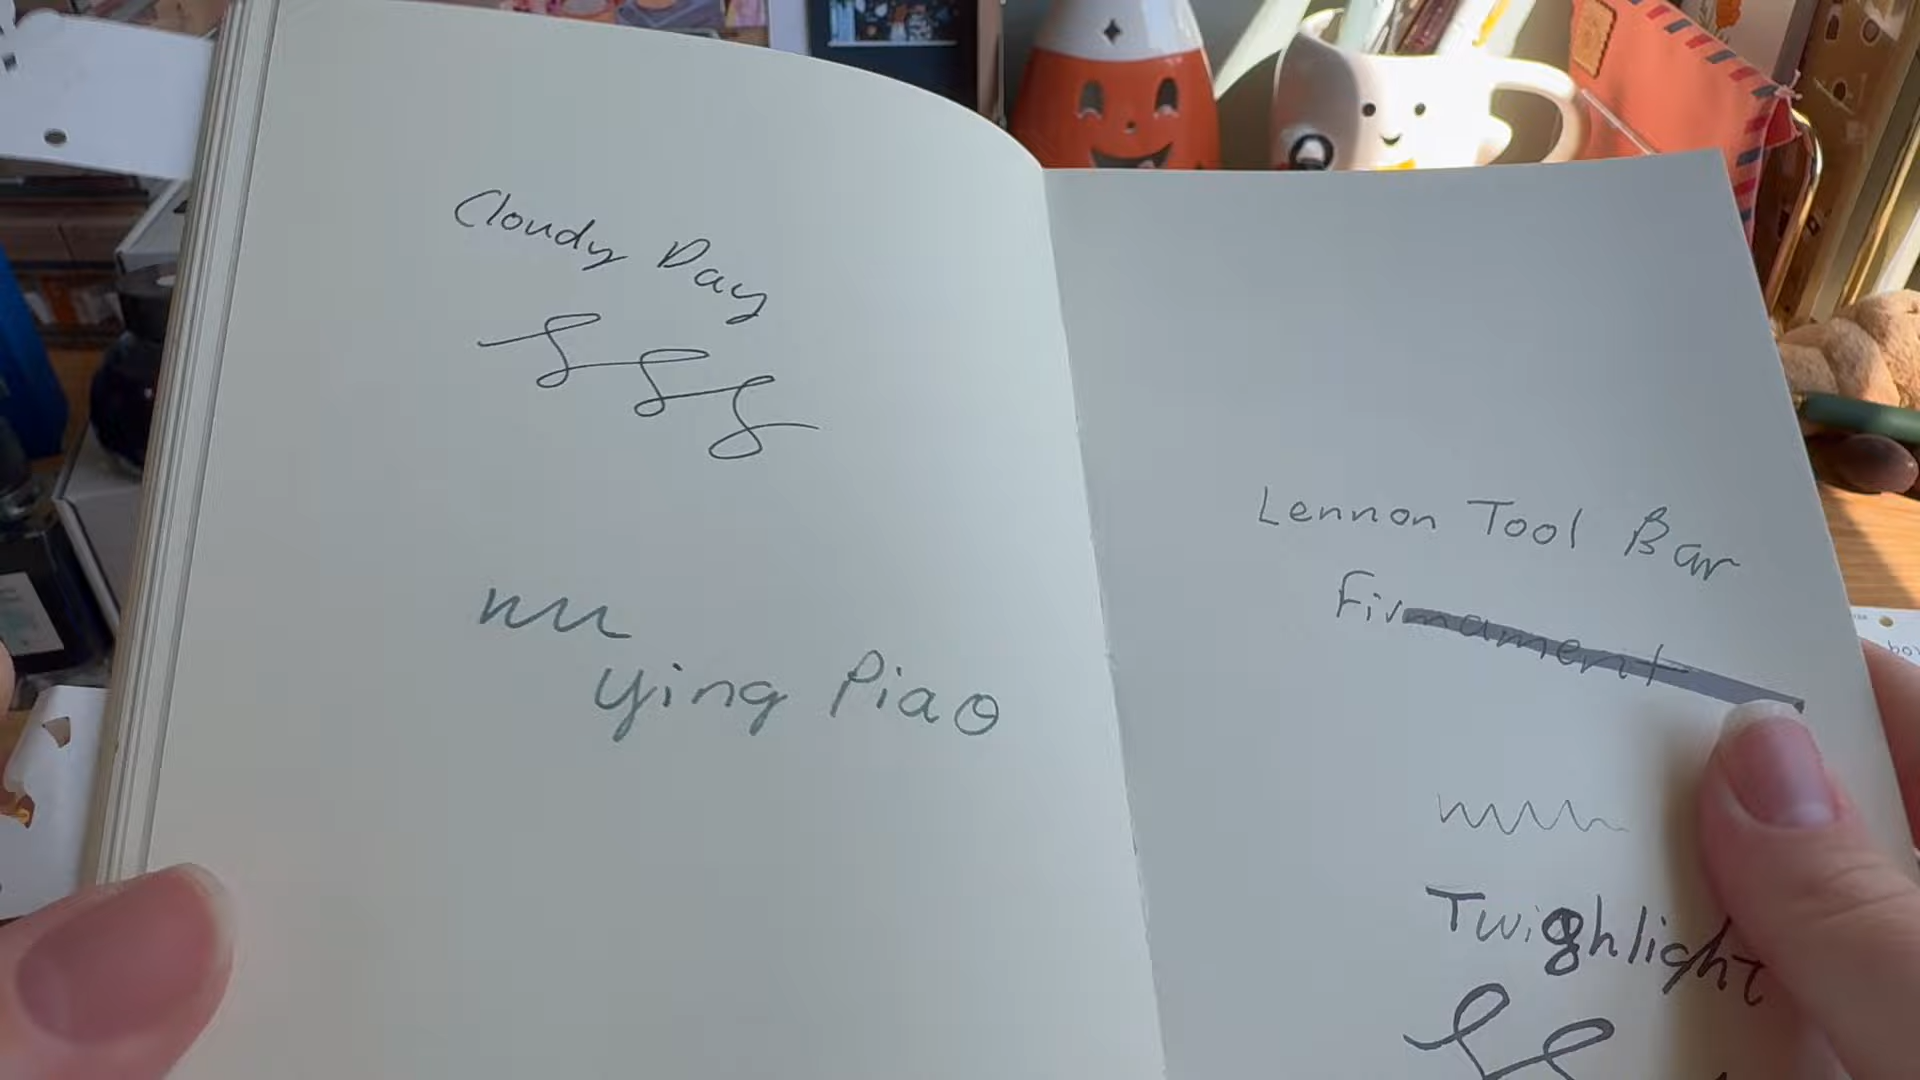 Cloudy Day
Ying Piao
Lennon Tool Bar
Firmament
Twighlight